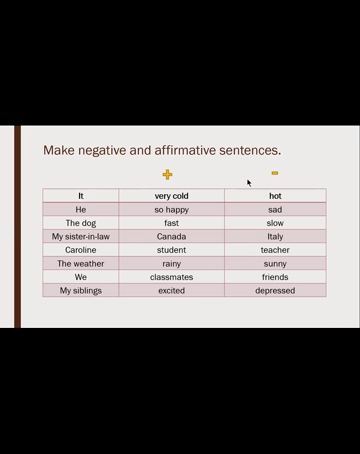 Make negative and affirmative sentences.
+ -
It very cold hot
He so happy sad
The dog fast slow
My sister-in-law Canada Italy
Caroline student teacher
The weather rainy sunny
We classmates friends
My siblings excited depressed